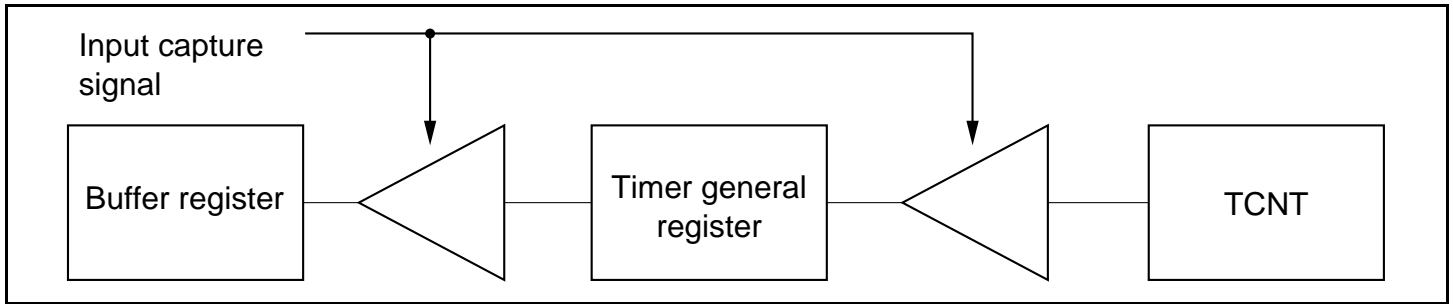 Input capture
signal
Buffer register
Timer general
register
TCNT